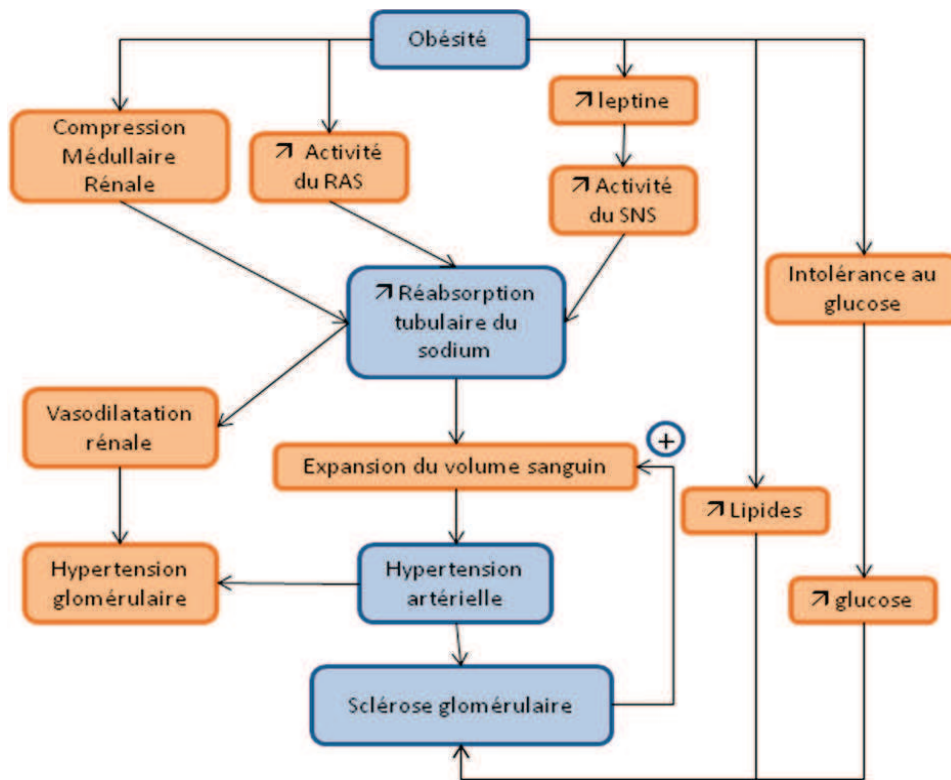 Obésité
↗ leptine
Compression
Médullaire
Rénale
↗ Activité
du RAS
↗ Activité
du SNS
↗ Réabsorption
tubulaire du
sodium
Intolérance au
glucose
Vasodilatation
rénale
+
Expansion du volume sanguin
↗ Lipides
Hypertension
glomérulaire
Hypertension
artérielle
↗ glucose
Sclérose glomérulaire